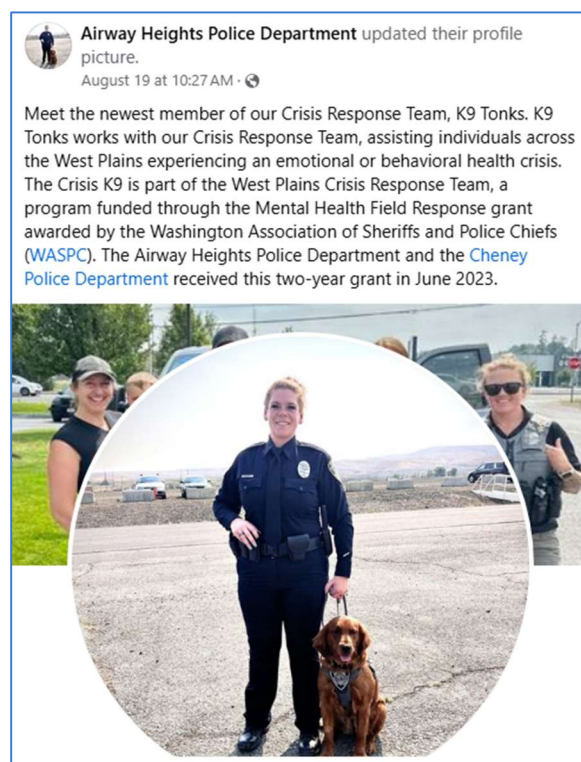 Airway Heights Police Department updated their profile
picture.
August 19 at 10:27 AM ·
Meet the newest member of our Crisis Response Team, K9 Tonks. K9
Tonks works with our Crisis Response Team, assisting individuals across
the West Plains experiencing an emotional or behavioral health crisis.
The Crisis K9 is part of the West Plains Crisis Response Team, a
program funded through the Mental Health Field Response grant
awarded by the Washington Association of Sheriffs and Police Chiefs
(WASPC). The Airway Heights Police Department and the Cheney
Police Department received this two-year grant in June 2023.